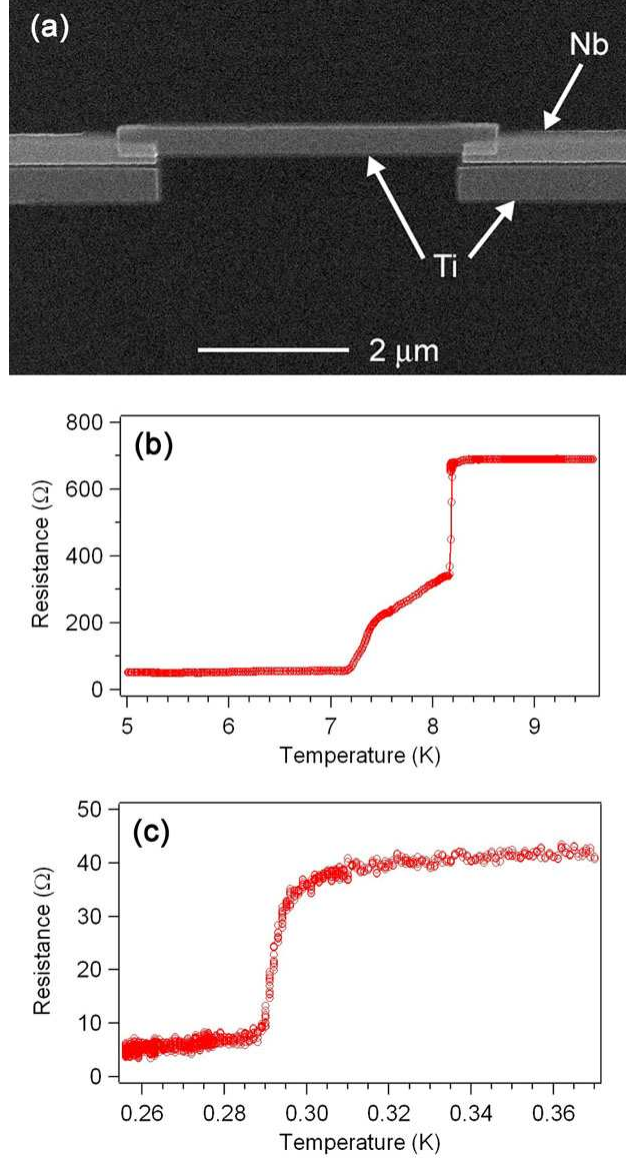 (a)
Nb
Ti
2 μm
(b)
800
600
400
200
0
Resistance (Ω)
5 6 7 8 9
Temperature (K)
(c)
50
40
30
20
10
0
Resistance (Ω)
0.26 0.28 0.30 0.32 0.34 0.36
Temperature (K)